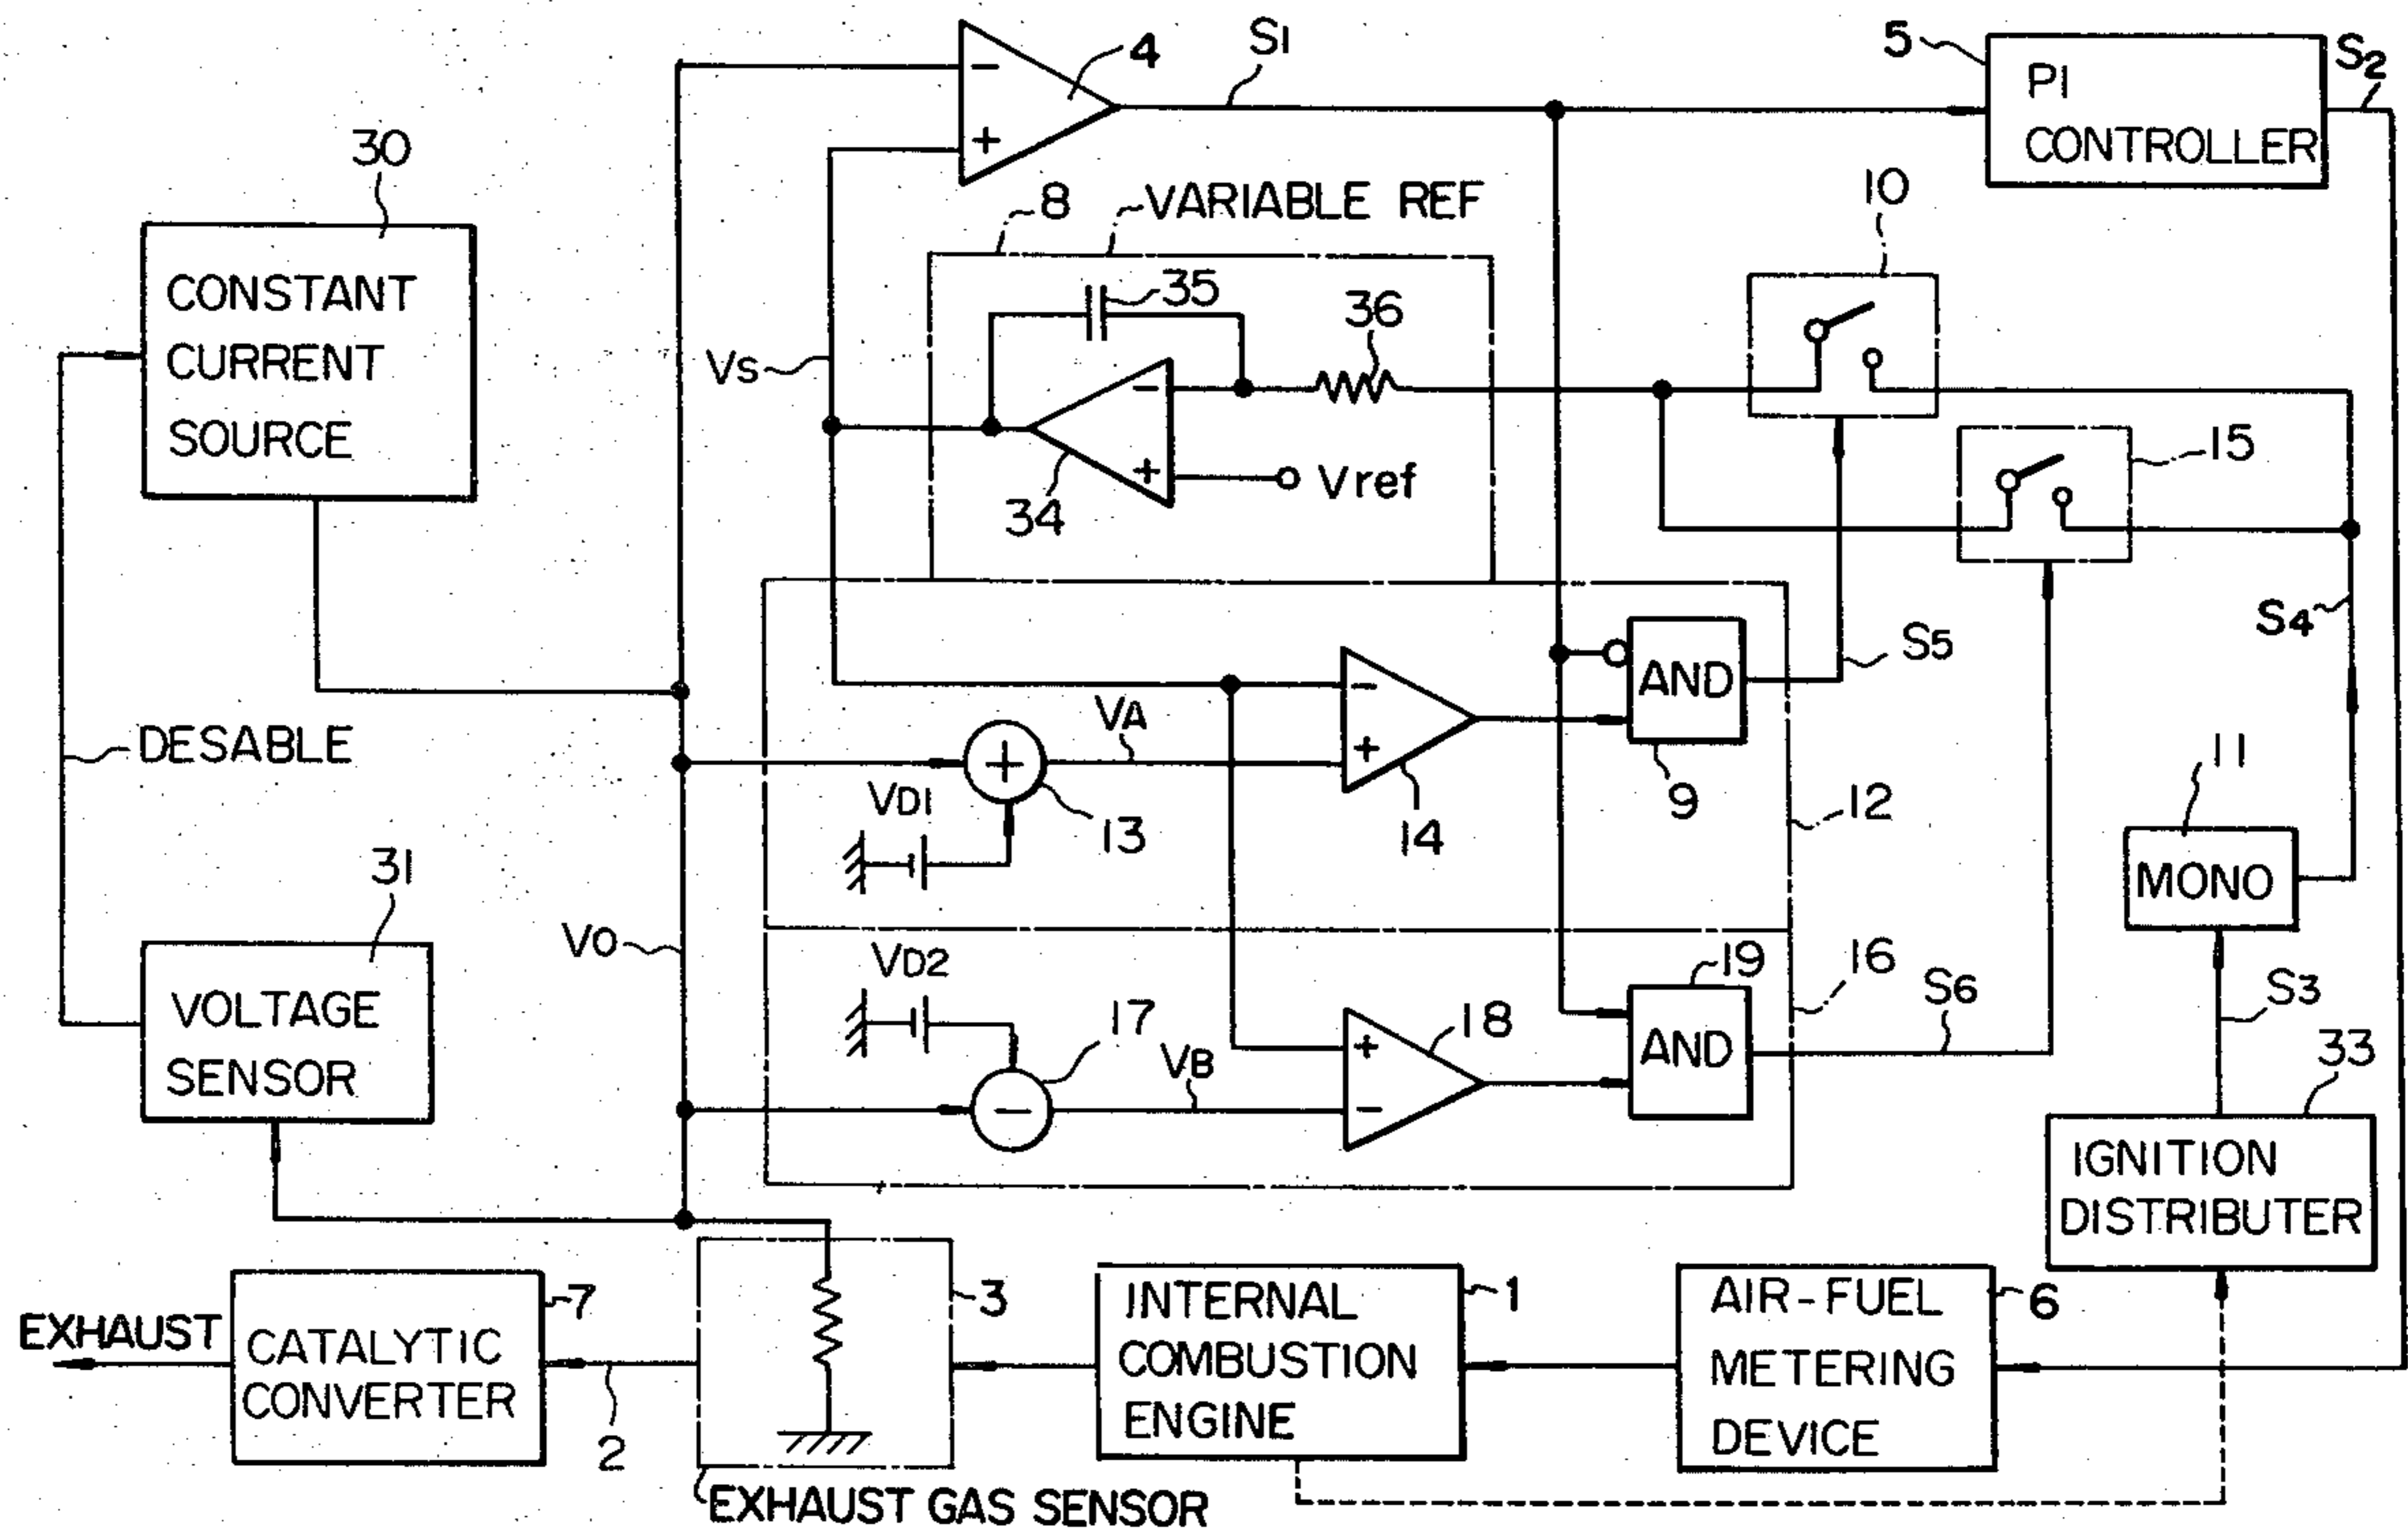 S1
4
5
PI
CONTROLLER
S2
30
8
VARIABLE REF
10
CONSTANT
CURRENT
SOURCE
35
36
Vs
−
+
Vref
34
15
S4
DESABLE
AND
S5
9
VA
+
13
VD1
−
+
14
12
11
MONO
31
VOLTAGE
SENSOR
Vo
VD2
17
−
VB
18
+
−
19
AND
16
S6
S3
33
IGNITION
DISTRIBUTER
−
+
EXHAUST
7
CATALYTIC
CONVERTER
2
3
EXHAUST GAS SENSOR
1
INTERNAL
COMBUSTION
ENGINE
6
AIR-FUEL
METERING
DEVICE